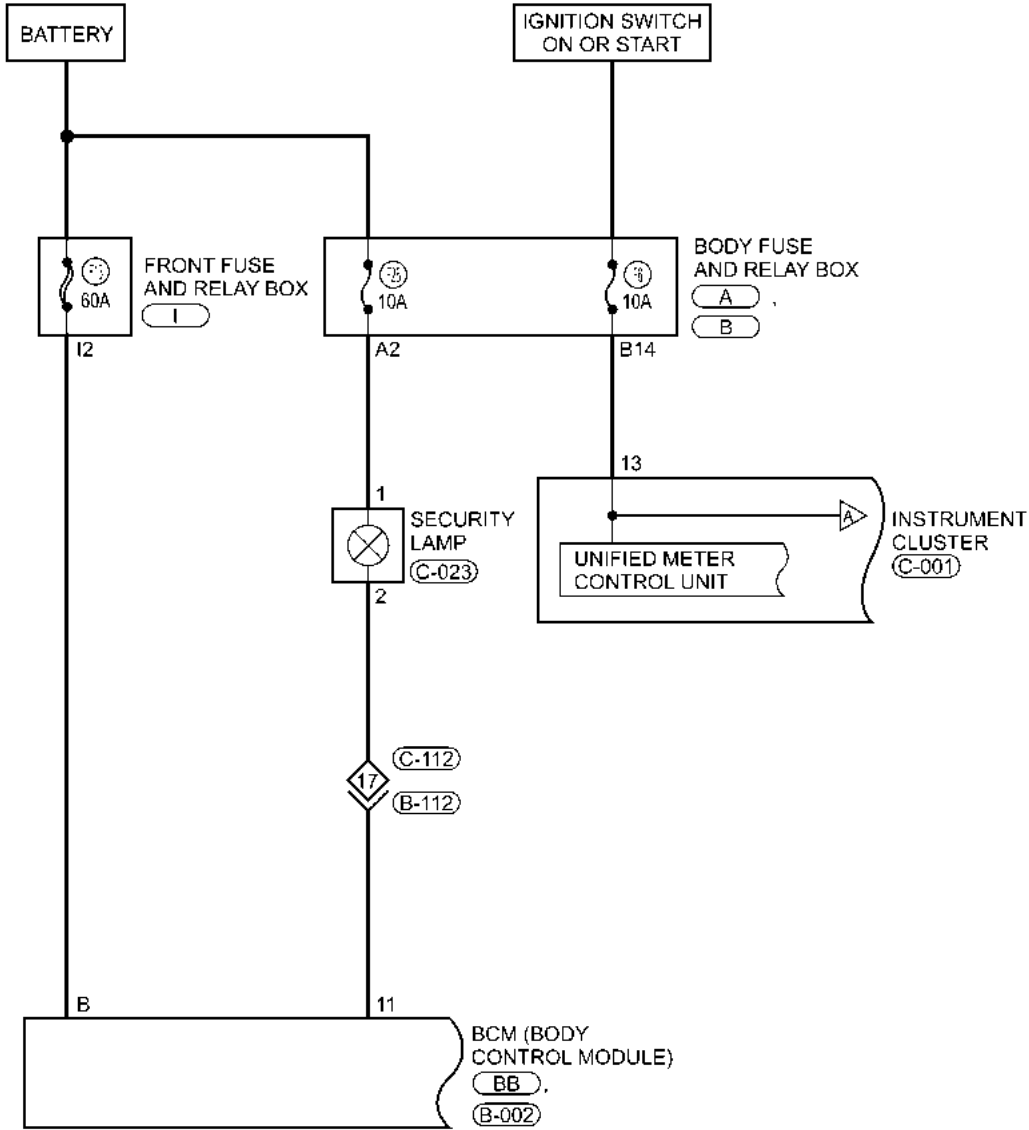 BATTERY
IGNITION SWITCH
ON OR START
60A
FRONT FUSE
AND RELAY BOX
I
10A
10A
BODY FUSE
AND RELAY BOX
A ,
B
I2
A2
B14
13
1
SECURITY
LAMP
C-023
2
A
INSTRUMENT
CLUSTER
C-001
UNIFIED METER
CONTROL UNIT
17
C-112
B-112
B
11
BCM (BODY
CONTROL MODULE)
BB ,
B-002